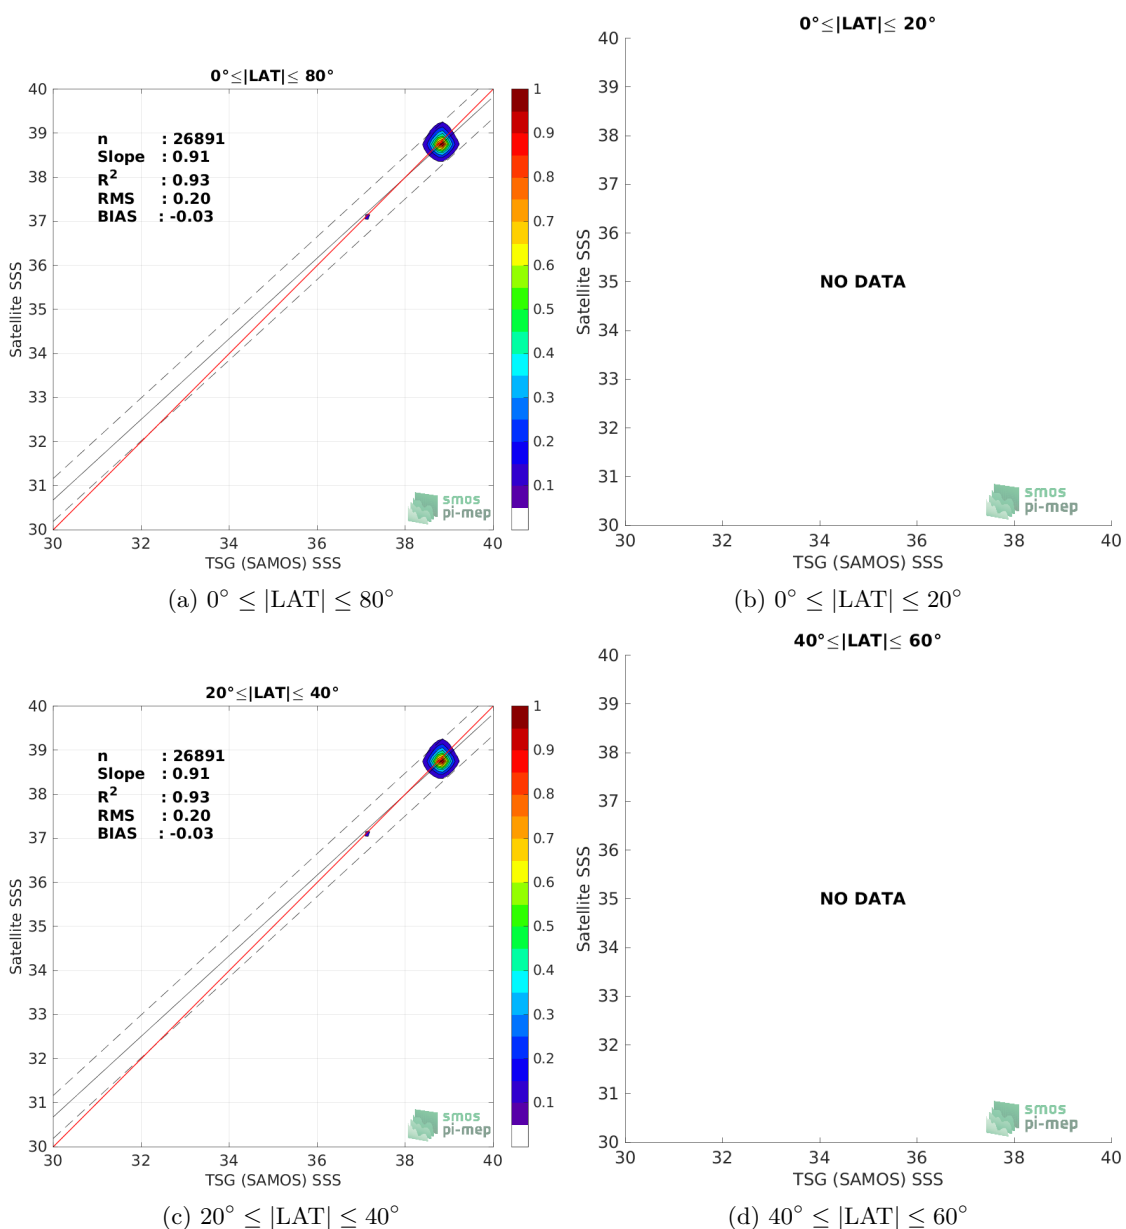 0°≤|LAT|≤ 80°
40
39
38
37
36
35
34
33
32
31
30
30
32
34
36
38
40
Satellite SSS
TSG (SAMOS) SSS
n : 26891
Slope : 0.91
R² : 0.93
RMS : 0.20
BIAS : -0.03
1
0.9
0.8
0.7
0.6
0.5
0.4
0.3
0.2
0.1
smos
pi-mep
(a) 0° ≤ |LAT| ≤ 80°
0°≤|LAT|≤ 20°
40
39
38
37
36
35
34
33
32
31
30
30
32
34
36
38
40
Satellite SSS
TSG (SAMOS) SSS
NO DATA
smos
pi-mep
(b) 0° ≤ |LAT| ≤ 20°
20°≤|LAT|≤ 40°
40
39
38
37
36
35
34
33
32
31
30
30
32
34
36
38
40
Satellite SSS
TSG (SAMOS) SSS
n : 26891
Slope : 0.91
R² : 0.93
RMS : 0.20
BIAS : -0.03
1
0.9
0.8
0.7
0.6
0.5
0.4
0.3
0.2
0.1
smos
pi-mep
(c) 20° ≤ |LAT| ≤ 40°
40°≤|LAT|≤ 60°
40
39
38
37
36
35
34
33
32
31
30
30
32
34
36
38
40
Satellite SSS
TSG (SAMOS) SSS
NO DATA
smos
pi-mep
(d) 40° ≤ |LAT| ≤ 60°